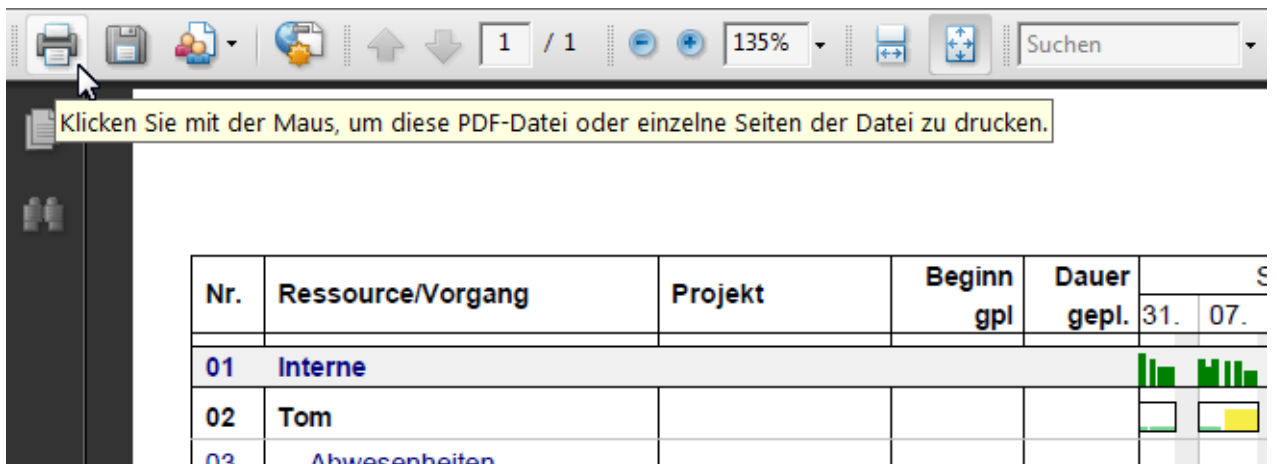 1 / 1 135% Suchen
Klicken Sie mit der Maus, um diese PDF-Datei oder einzelne Seiten der Datei zu drucken.
Nr. Ressource/Vorgang Projekt Beginn gpl Dauer gepl. S
31. 07.
01 Interne
02 Tom
03 Abwesenheiten